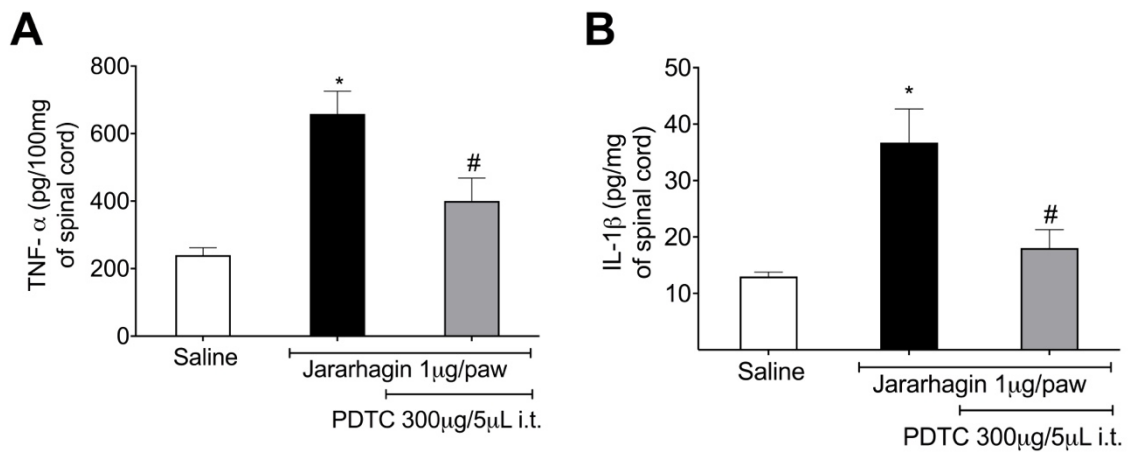 A
TNF- α (pg/100mg
of spinal cord)
800
600
400
200
0
*
#
Saline
Jararhagin 1μg/paw
PDTC 300μg/5μL i.t.
B
IL-1β (pg/mg
of spinal cord)
50
40
30
20
10
*
#
Saline
Jararhagin 1μg/paw
PDTC 300μg/5μL i.t.